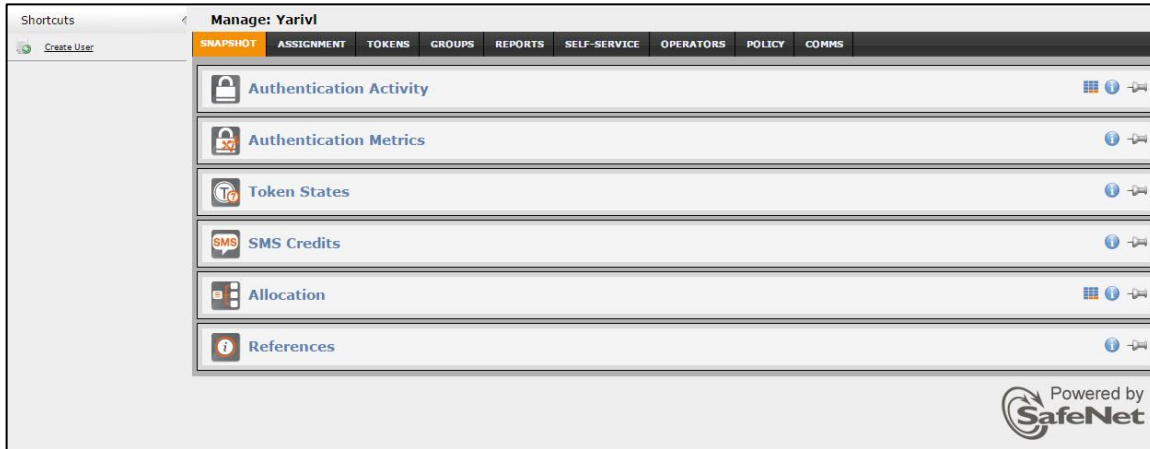 Shortcuts
Manage: Yarivl
Create User
SNAPSHOT ASSIGNMENT TOKENS GROUPS REPORTS SELF-SERVICE OPERATORS POLICY COMMS
Authentication Activity
Authentication Metrics
Token States
SMS
SMS Credits
Allocation
References
Powered by
SafeNet